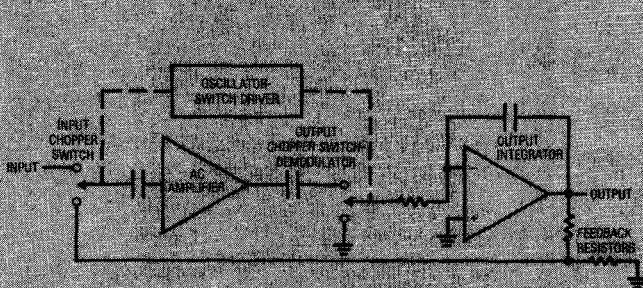 OSCILLATOR-
SWITCH DRIVER
INPUT
CHOPPER
SWITCH
OUTPUT
CHOPPER SWITCH-
DEMODULATOR
INPUT
AC
AMPLIFIER
OUTPUT
INTEGRATOR
OUTPUT
FEEDBACK
RESISTORS